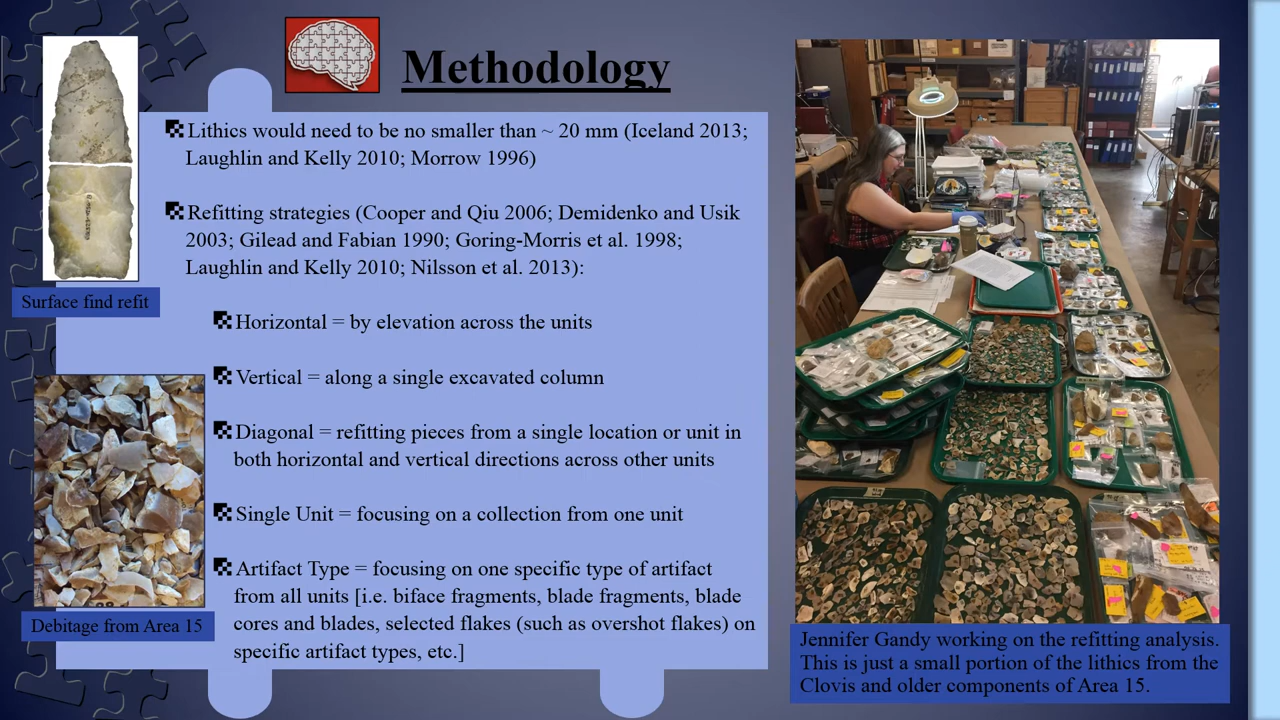 Methodology
Lithics would need to be no smaller than ~ 20 mm (Iceland 2013;
Laughlin and Kelly 2010; Morrow 1996)
Refitting strategies (Cooper and Qiu 2006; Demidenko and Usik
2003; Gilead and Fabian 1990; Goring-Morris et al. 1998;
Laughlin and Kelly 2010; Nilsson et al. 2013):
Horizontal = by elevation across the units
Vertical = along a single excavated column
Diagonal = refitting pieces from a single location or unit in
both horizontal and vertical directions across other units
Single Unit = focusing on a collection from one unit
Artifact Type = focusing on one specific type of artifact
from all units [i.e. biface fragments, blade fragments, blade
cores and blades, selected flakes (such as overshot flakes) on
specific artifact types, etc.]
Surface find refit
Debitage from Area 15
Jennifer Gandy working on the refitting analysis.
This is just a small portion of the lithics from the
Clovis and older components of Area 15.